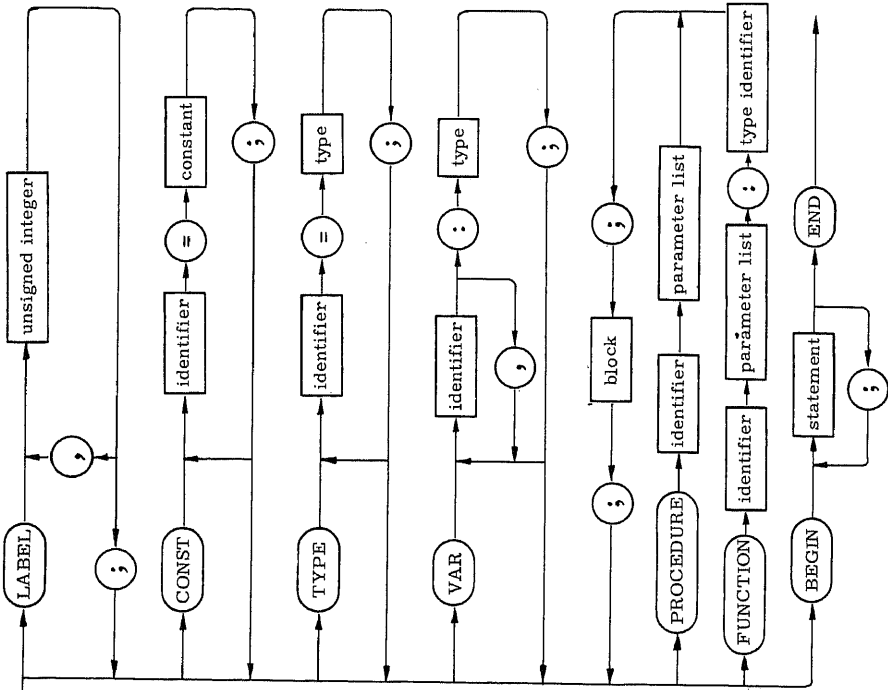 LABEL
,
unsigned integer
;
CONST
identifier
=
constant
;
TYPE
identifier
=
type
;
VAR
identifier
,
:
type
;
;
block
;
PROCEDURE
identifier
parameter list
FUNCTION
identifier
parameter list
:
type identifier
BEGIN
statement
;
END